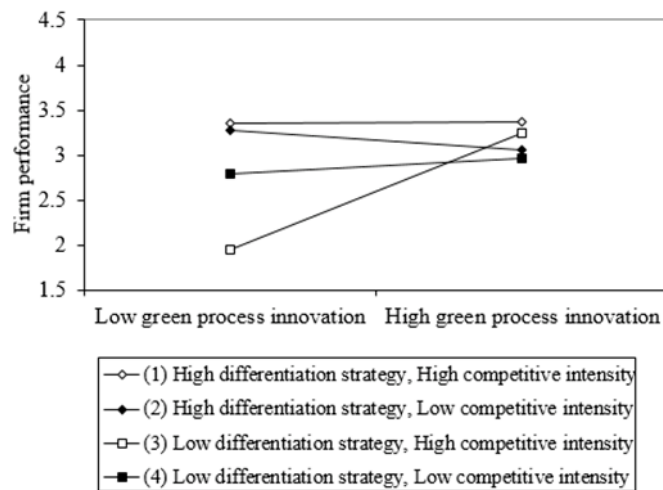 4.5
4
3.5
3
2.5
2
1.5
Firm performance
Low green process innovation High green process innovation
(1) High differentiation strategy, High competitive intensity
(2) High differentiation strategy, Low competitive intensity
(3) Low differentiation strategy, High competitive intensity
(4) Low differentiation strategy, Low competitive intensity